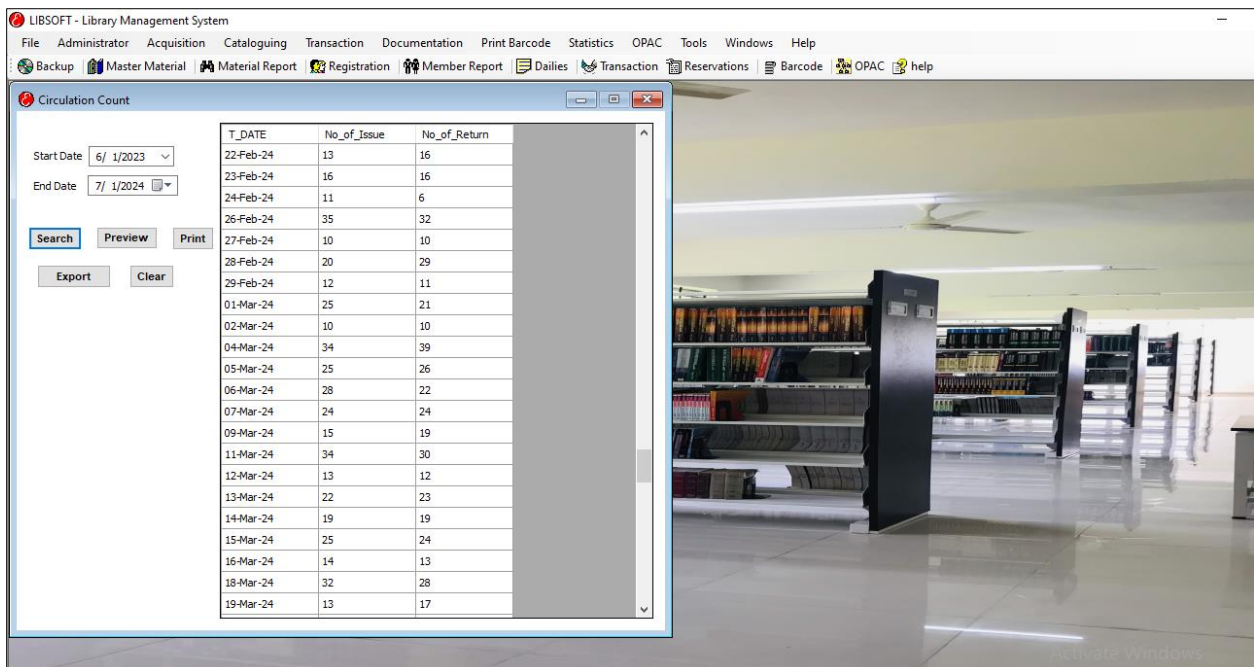 LIBSOFT - Library Management System
File Administrator Acquisition Cataloguing Transaction Documentation Print Barcode Statistics OPAC Tools Windows Help
Backup Master Material Material Report Registration Member Report Dailies Transaction Reservations Barcode OPAC help
Circulation Count
Start Date 6/ 1/2023
End Date 7/ 1/2024
Search Preview Print
Export Clear
T_DATE No_of_Issue No_of_Return
22-Feb-24 13 16
23-Feb-24 16 16
24-Feb-24 11 6
26-Feb-24 35 32
27-Feb-24 10 10
28-Feb-24 20 29
29-Feb-24 12 11
01-Mar-24 25 21
02-Mar-24 10 10
04-Mar-24 34 39
05-Mar-24 25 26
06-Mar-24 28 22
07-Mar-24 24 24
09-Mar-24 15 19
11-Mar-24 34 30
12-Mar-24 13 12
13-Mar-24 22 23
14-Mar-24 19 19
15-Mar-24 25 24
16-Mar-24 14 13
18-Mar-24 32 28
19-Mar-24 13 17
Activate Windows